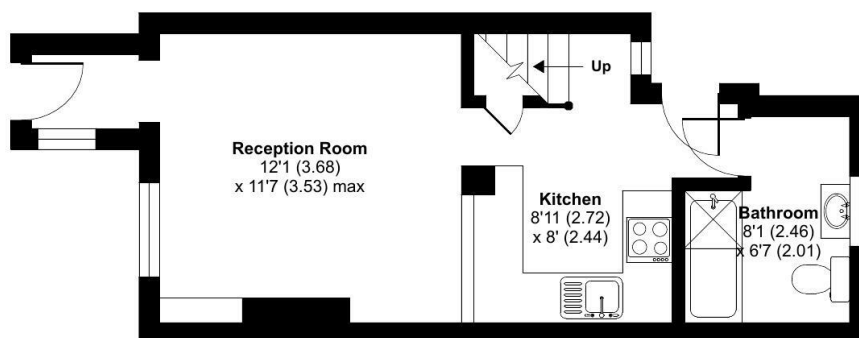 Up
Reception Room
12'1 (3.68)
x 11'7 (3.53) max
Kitchen
8'11 (2.72)
x 8' (2.44)
Bathroom
8'1 (2.46)
x 6'7 (2.01)